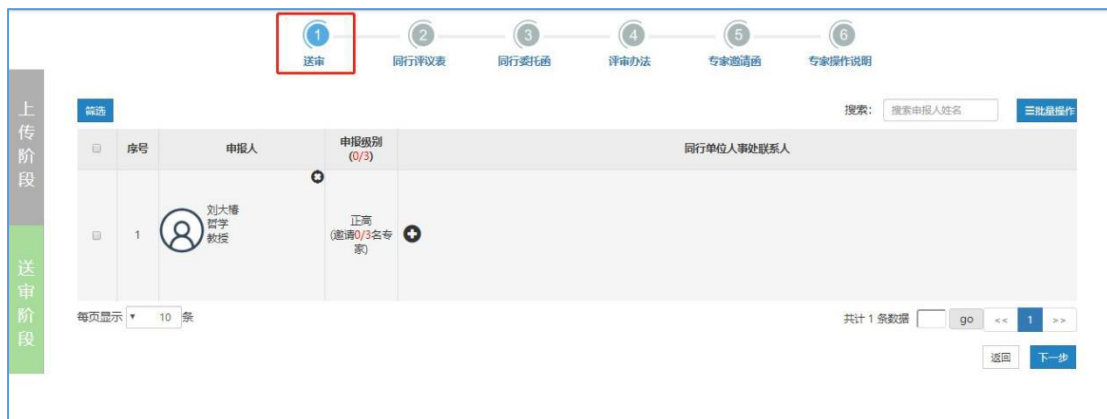 1 2 3 4 5 6
送审 同行评议表 同行委托函 评审办法 专家邀请函 专家操作说明
上传阶段
送审阶段
筛选 搜索: 搜索申报人姓名 ☰批量操作
序号 申报人 申报级别 (0/3) 同行单位人事处联系人
1 刘大椿 哲学 教授 正高 (邀请0/3名专家)
每页显示 10 条 共计 1 条数据 go << 1 >>
返回 下一步